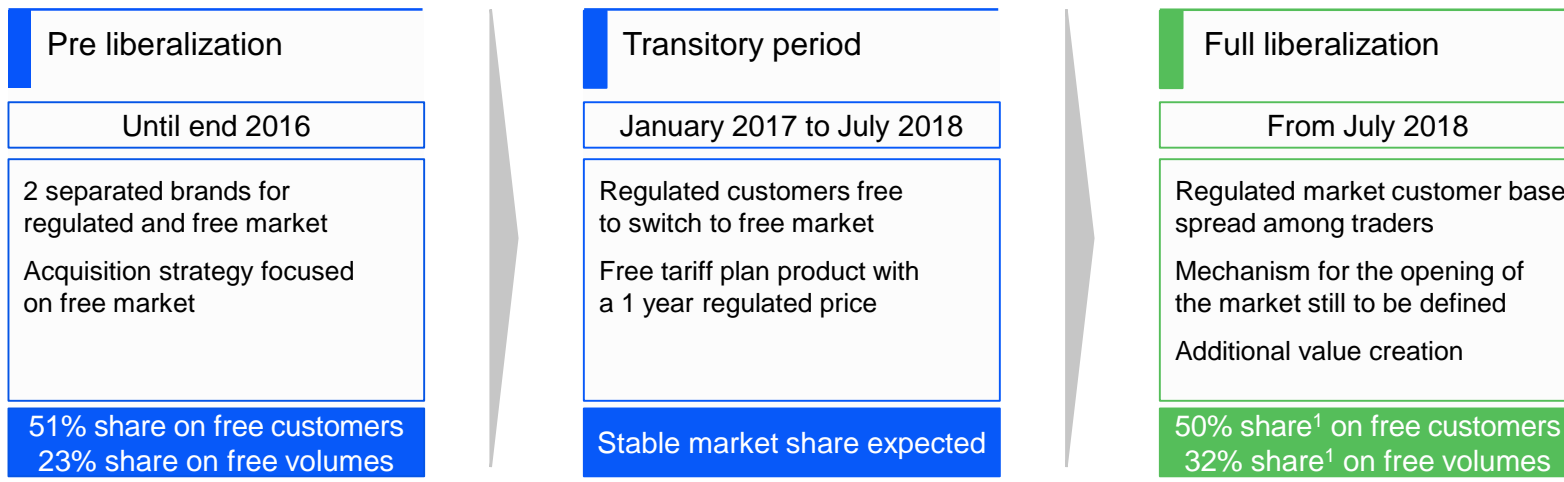 Pre liberalization
Until end 2016
2 separated brands for
regulated and free market
Acquisition strategy focused
on free market
51% share on free customers
23% share on free volumes
Transitory period
January 2017 to July 2018
Regulated customers free
to switch to free market
Free tariff plan product with
a 1 year regulated price
Stable market share expected
Full liberalization
From July 2018
Regulated market customer base
spread among traders
Mechanism for the opening of
the market still to be defined
Additional value creation
50% share¹ on free customers
32% share¹ on free volumes